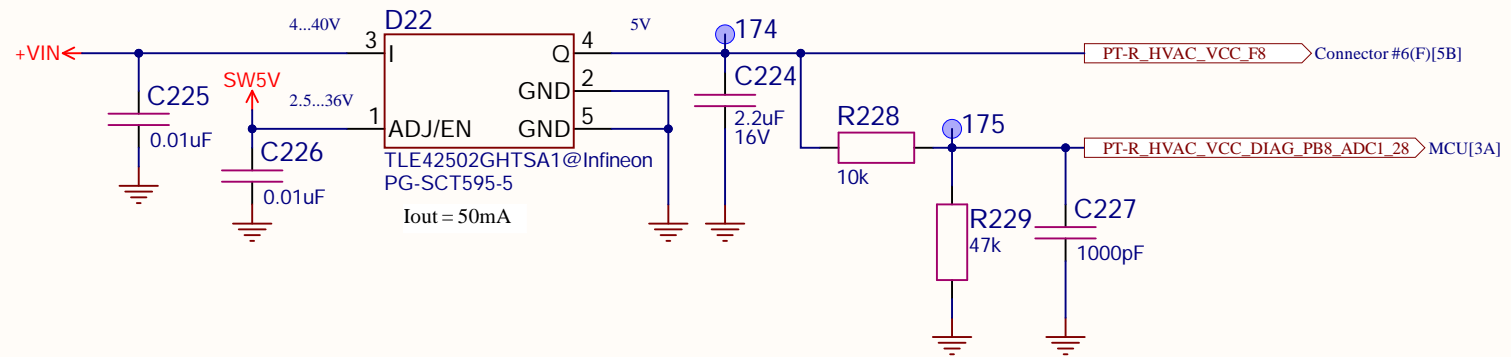 4...40V
D22
5V
174
+VIN
3
I
Q
4
PT-R_HVAC_VCC_F8
Connector #6(F)[5B]
SW5V
C225
0.01uF
2.5...36V
GND
2
C224
2.2uF
16V
1
ADJ/EN
GND
5
R228
10k
175
C226
0.01uF
TLE42502GHTSA1@Infineon
PG-SCT595-5
PT-R_HVAC_VCC_DIAG_PB8_ADC1_28
MCU[3A]
Iout = 50mA
R229
47k
C227
1000pF